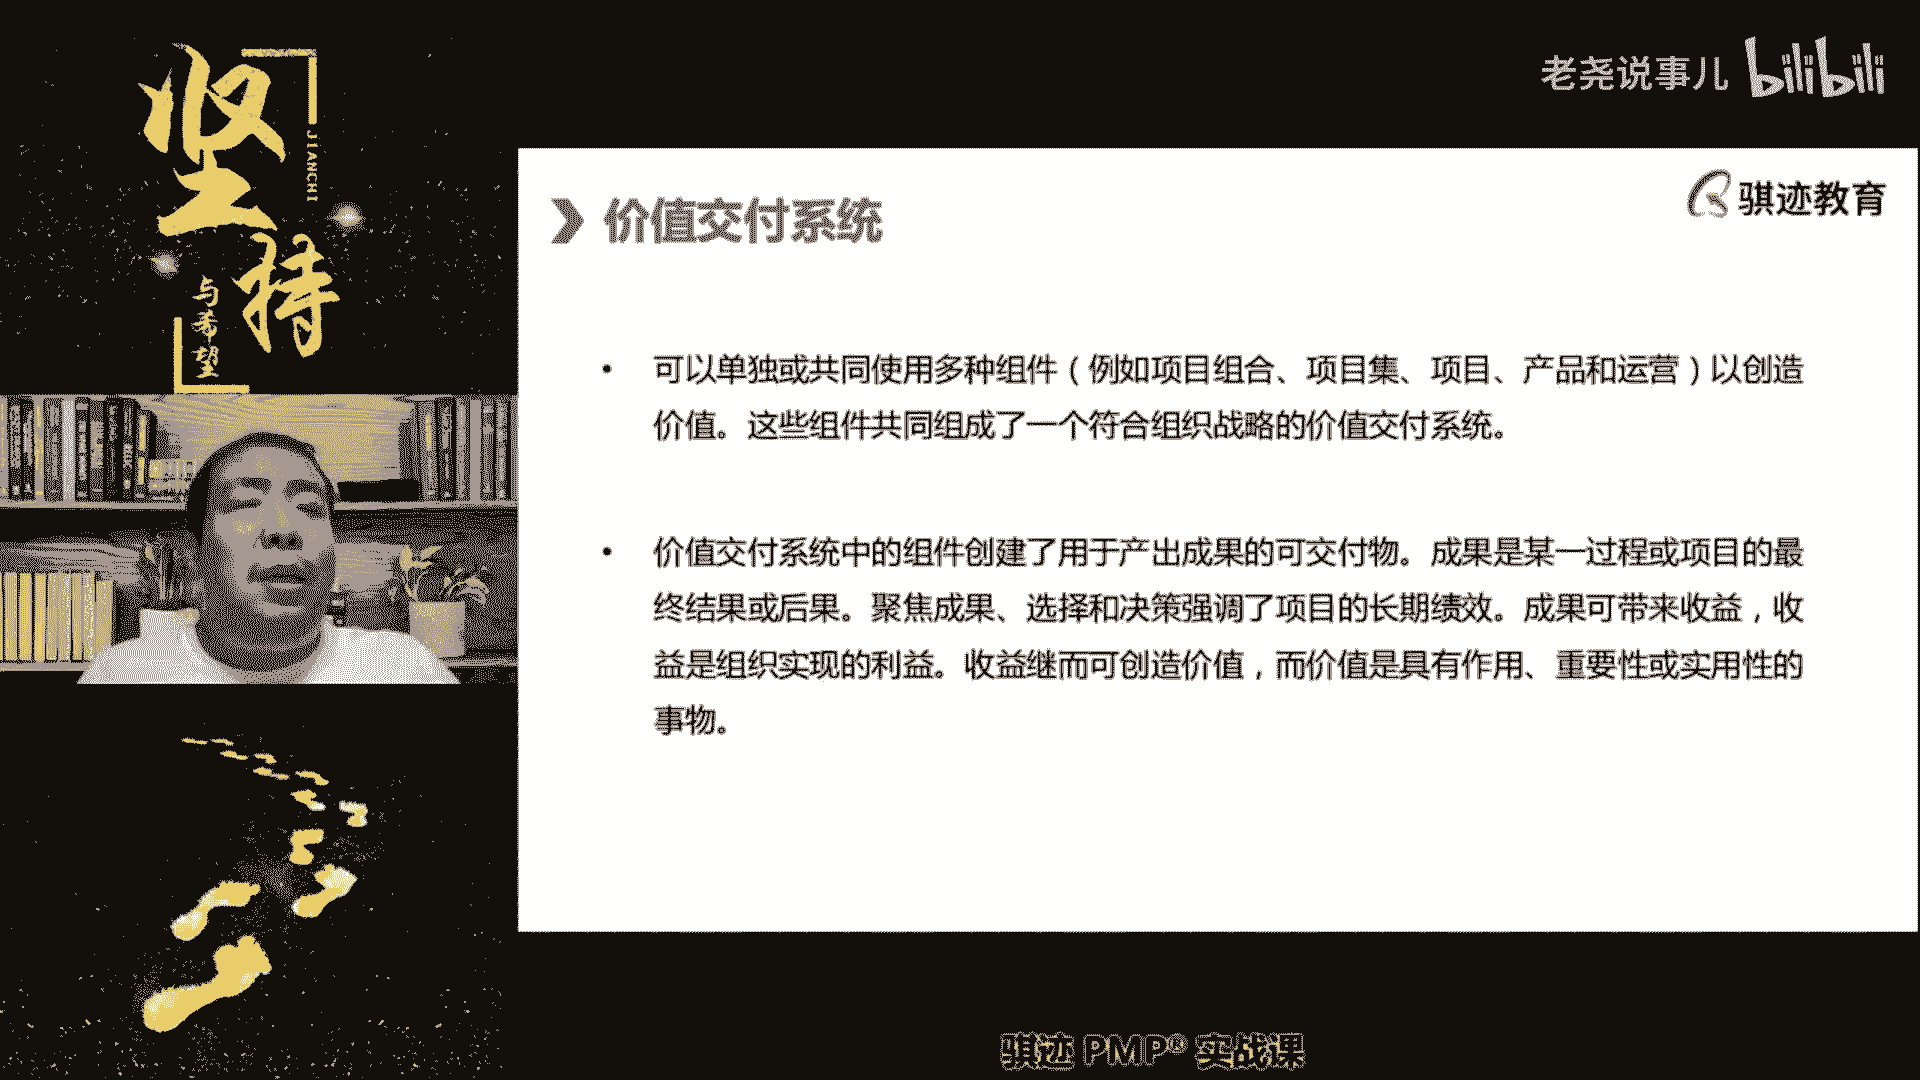 坚持
JIANCHI
与希望
老尧说事儿 bilibili
骐迹教育
价值交付系统
• 可以单独或共同使用多种组件（例如项目组合、项目集、项目、产品和运营）以创造
价值。这些组件共同组成了一个符合组织战略的价值交付系统。
• 价值交付系统中的组件创建了用于产出成果的可交付物。成果是某一过程或项目的最
终结果或后果。聚焦成果、选择和决策强调了项目的长期绩效。成果可带来收益，收
益是组织实现的利益。收益继而可创造价值，而价值是具有作用、重要性或实用性的
事物。
骐迹 PMP® 实战课